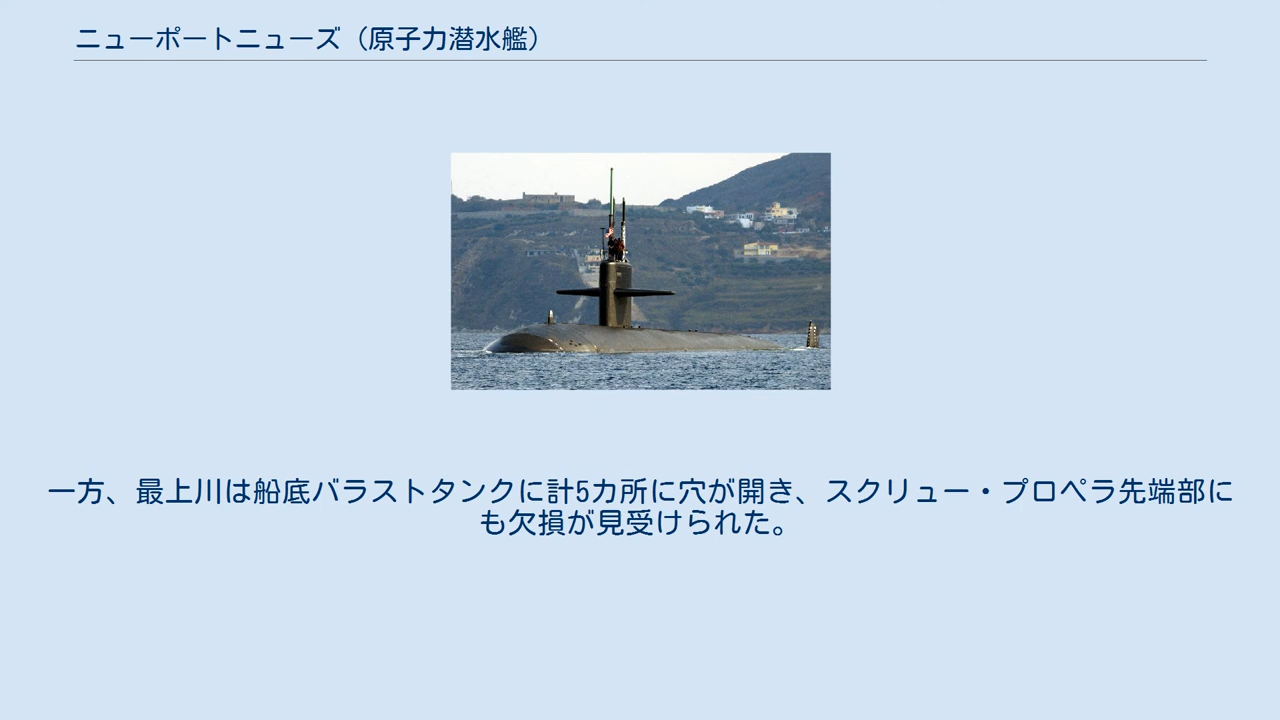 ニューポートニューズ（原子力潜水艦）
一方、最上川は船底バラストタンクに計5カ所に穴が開き、スクリュー・プロペラ先端部に
も欠損が見受けられた。